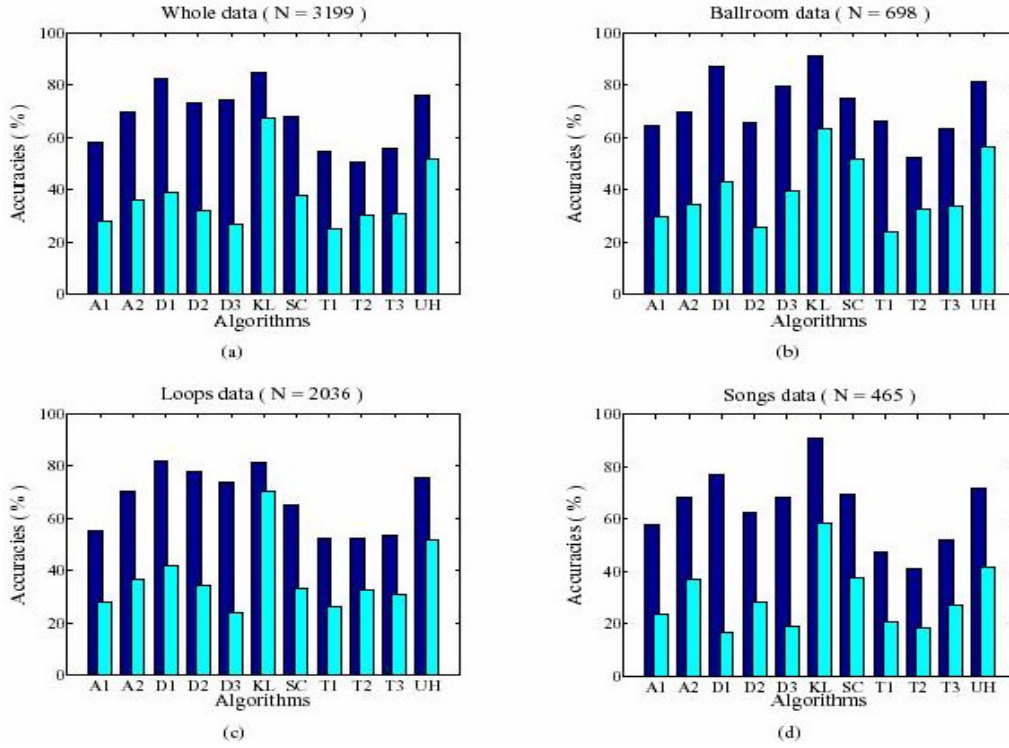 Whole data ( N = 3199 )
100
80
60
40
20
0
Accuracies ( % )
A1 A2 D1 D2 D3 KL SC T1 T2 T3 UH
Algorithms
(a)
Ballroom data ( N = 698 )
100
80
60
40
20
0
Accuracies ( % )
A1 A2 D1 D2 D3 KL SC T1 T2 T3 UH
Algorithms
(b)
Loops data ( N = 2036 )
100
80
60
40
20
0
Accuracies ( % )
A1 A2 D1 D2 D3 KL SC T1 T2 T3 UH
Algorithms
(c)
Songs data ( N = 465 )
100
80
60
40
20
0
Accuracies ( % )
A1 A2 D1 D2 D3 KL SC T1 T2 T3 UH
Algorithms
(d)